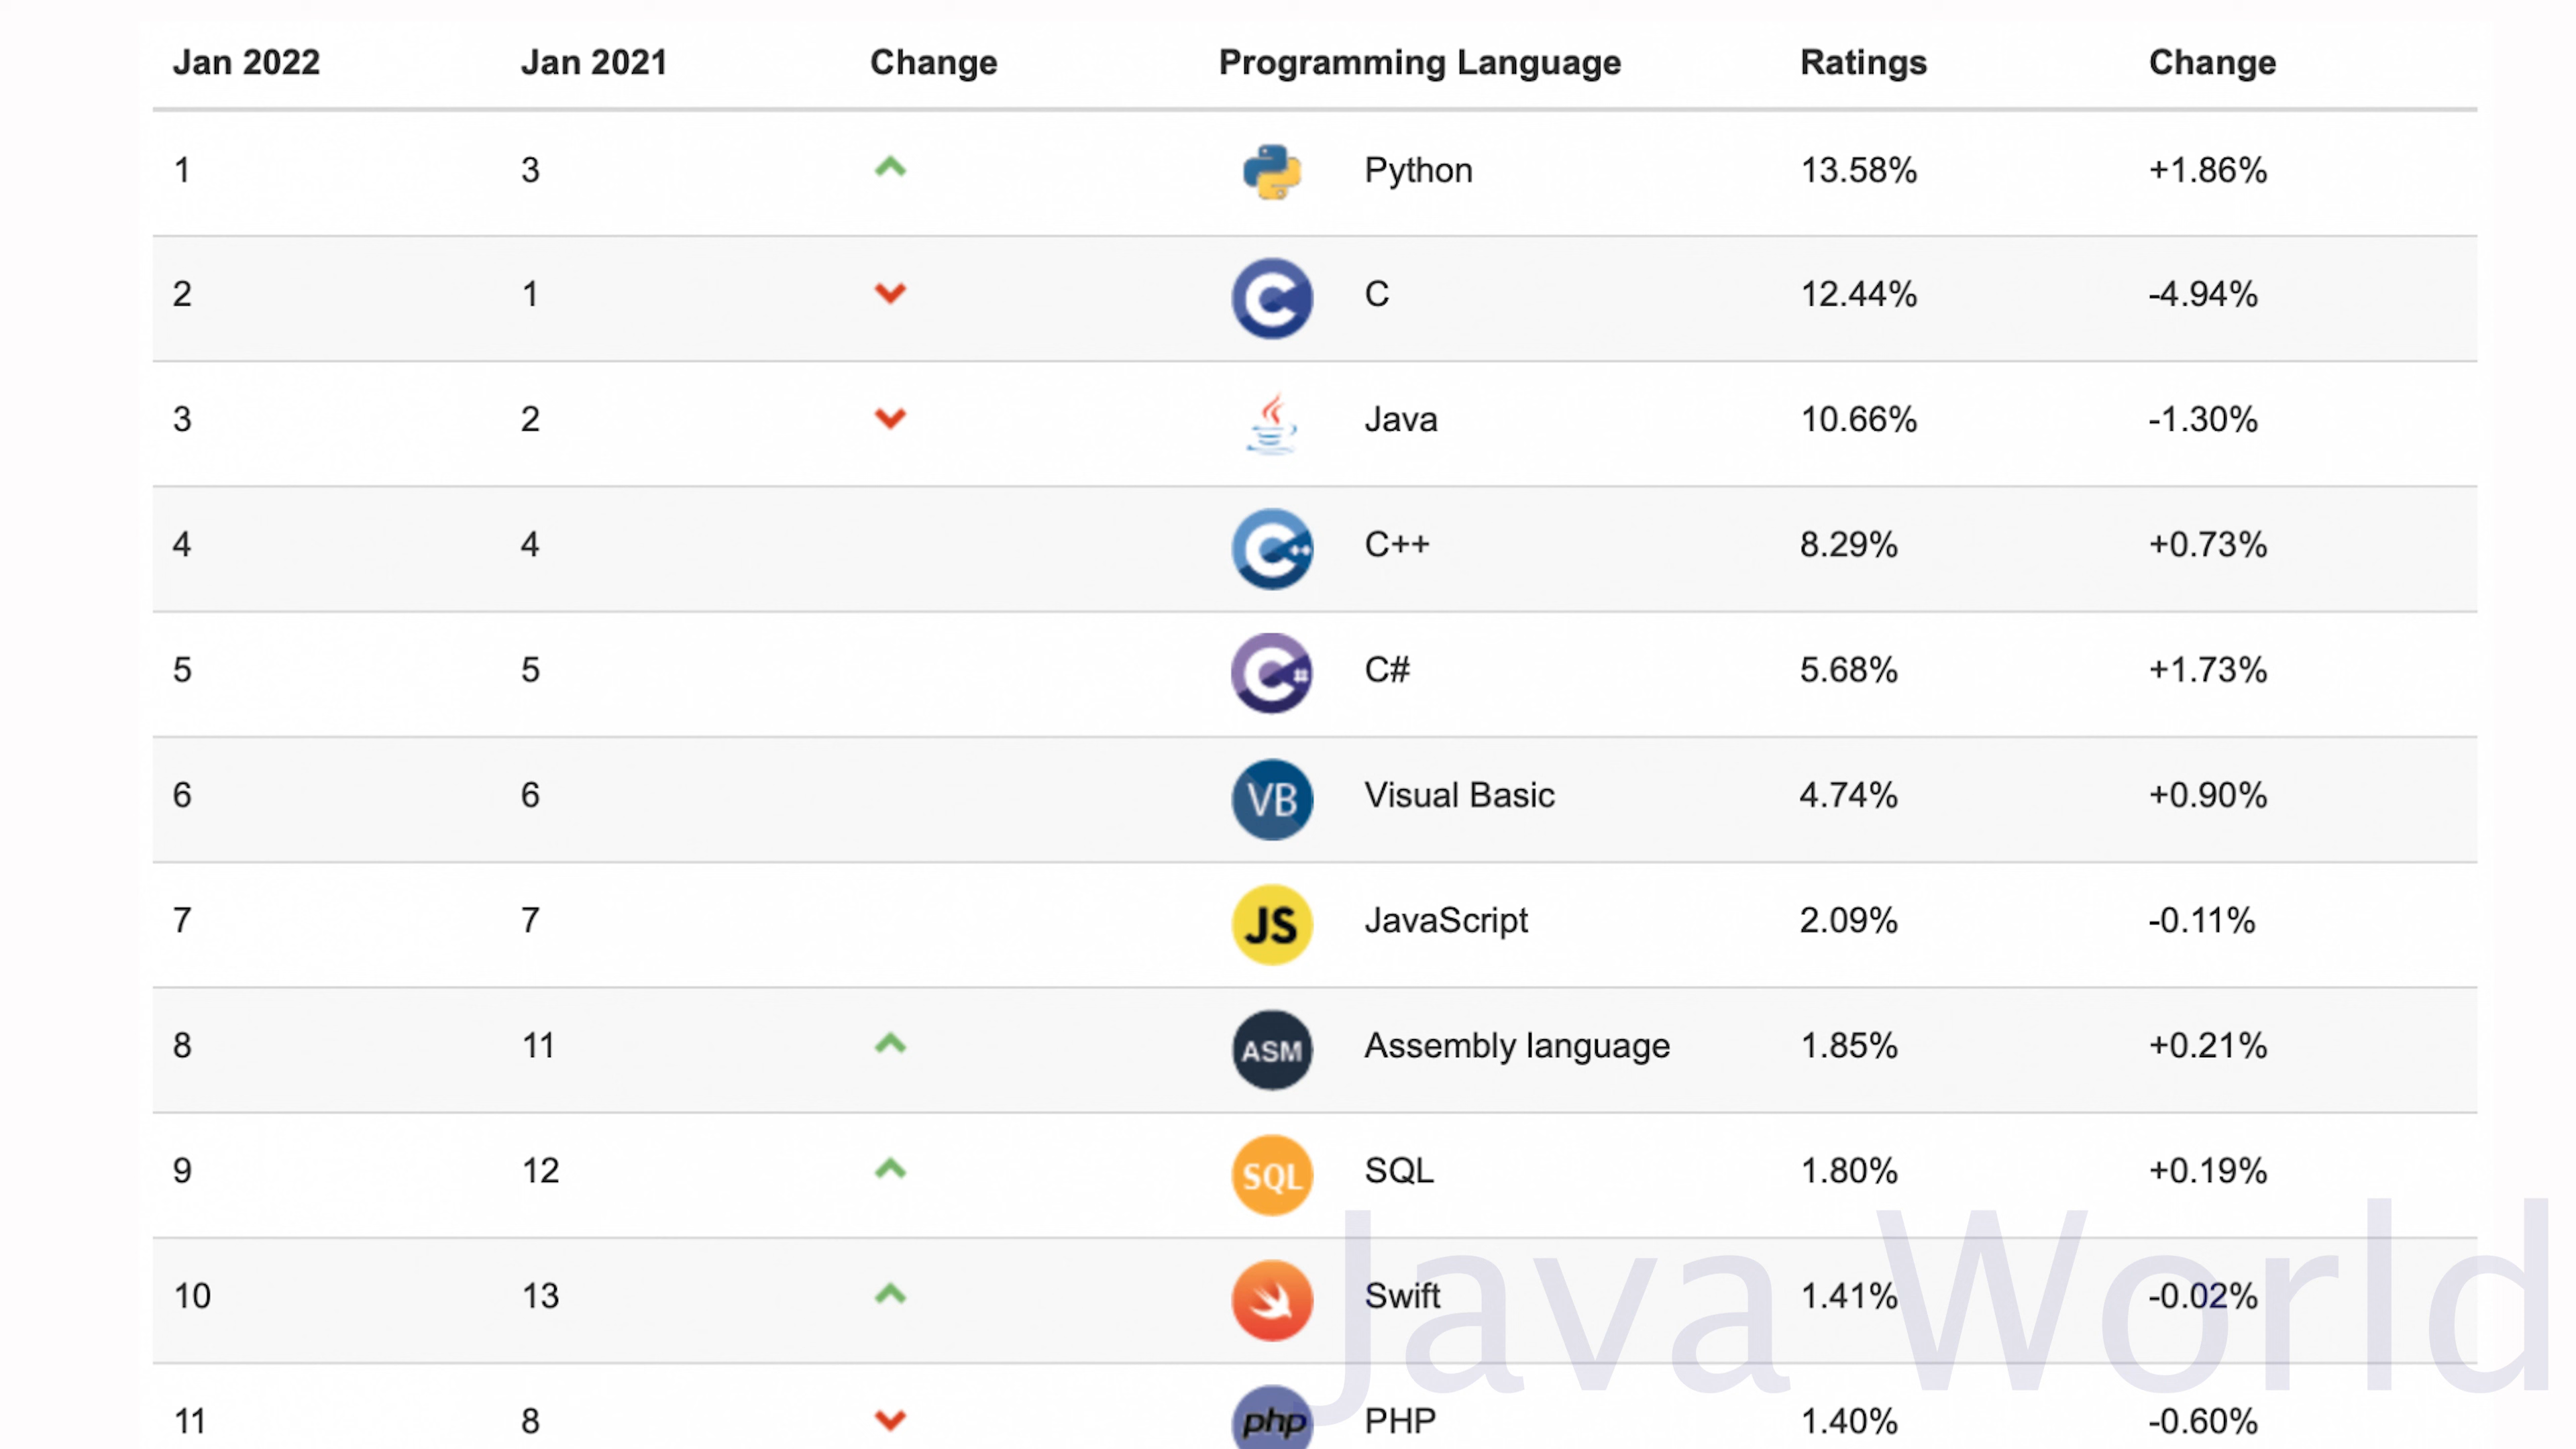 Jan 2022 Jan 2021 Change Programming Language Ratings Change
1 3 Python 13.58% +1.86%
2 1 C C 12.44% -4.94%
3 2 Java 10.66% -1.30%
4 4 C++ C++ 8.29% +0.73%
5 5 C# C# 5.68% +1.73%
6 6 VB Visual Basic 4.74% +0.90%
7 7 JS JavaScript 2.09% -0.11%
8 11 ASM Assembly language 1.85% +0.21%
9 12 SQL SQL 1.80% +0.19%
10 13 Swift 1.41% -0.02%
11 8 php PHP 1.40% -0.60%
Java World